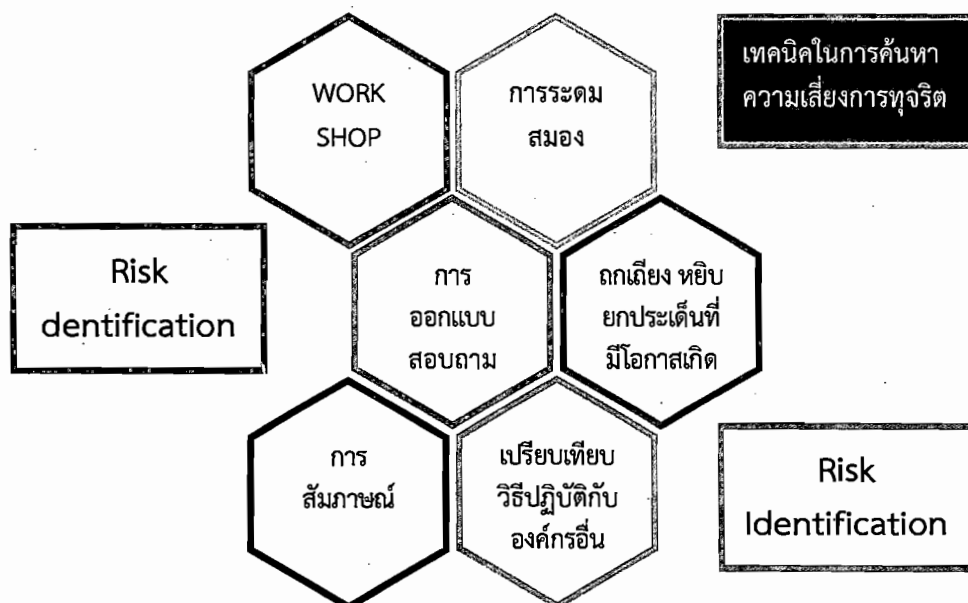 WORK
SHOP
การระดม
สมอง
เทคนิคในการค้นหา
ความเสี่ยงการทุจริต
Risk
dentification
การ
ออกแบบ
สอบถาม
ถกเถียง หยิบ
ยกประเด็นที่
มีโอกาสเกิด
การ
สัมภาษณ์
เปรียบเทียบ
วิธีปฏิบัติกับ
องค์กรอื่น
Risk
Identification